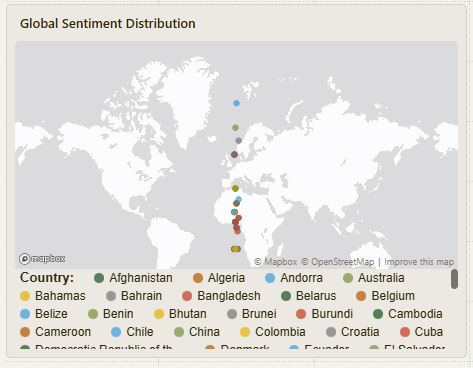 Global Sentiment Distribution
mapbox
© Mapbox © OpenStreetMap | Improve this map
Country: Afghanistan Algeria Andorra Australia
Bahamas Bahrain Bangladesh Belarus Belgium
Belize Benin Bhutan Brunei Burundi Cambodia
Cameroon Chile China Colombia Croatia Cuba
Democratic Republic of th Denmark Ecuador El Salvador